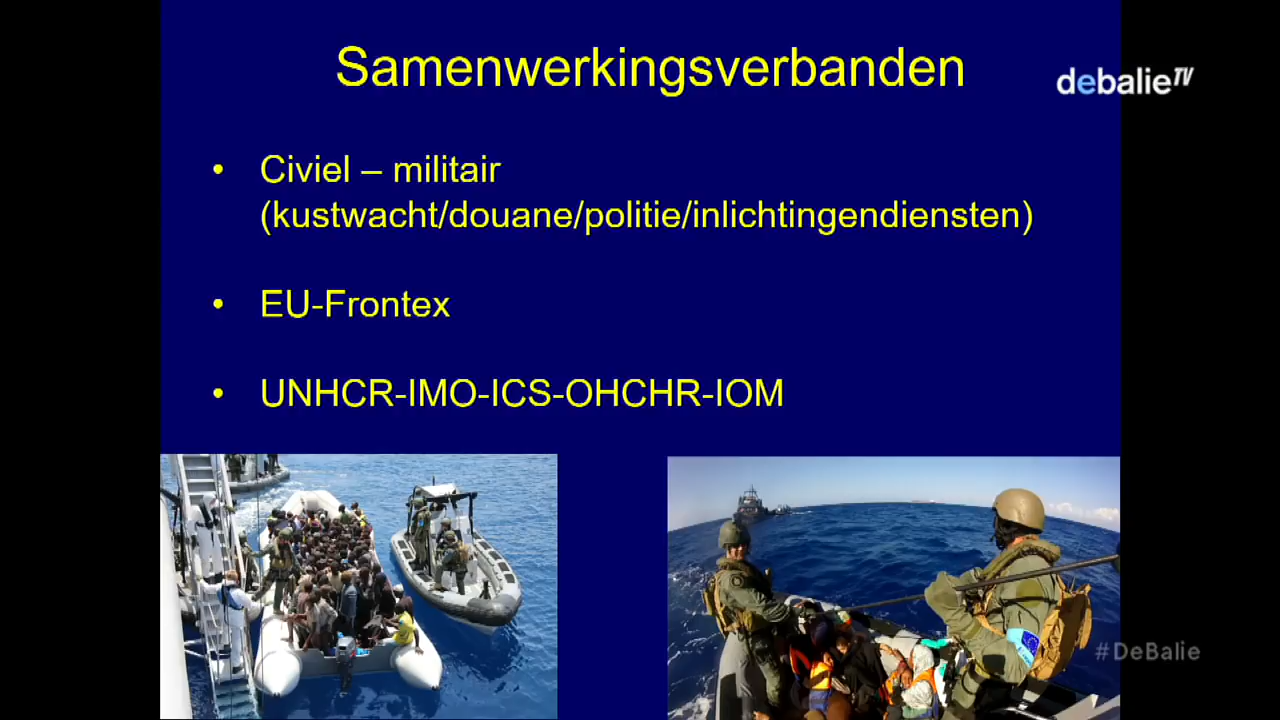 Samenwerkingsverbanden
debalieTV
• Civiel – militair
(kustwacht/douane/politie/inlichtingendiensten)
• EU-Frontex
• UNHCR-IMO-ICS-OHCHR-IOM
#DeBalie